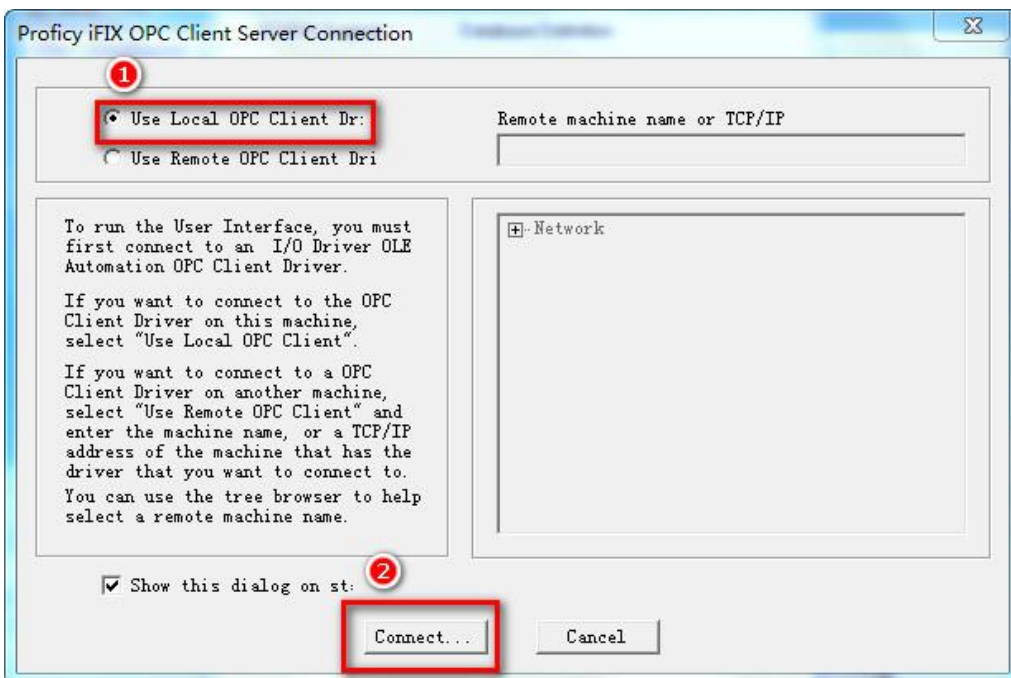 Proficy iFIX OPC Client Server Connection
1
Use Local OPC Client Dr:
Use Remote OPC Client Dri
Remote machine name or TCP/IP
To run the User Interface, you must
first connect to an I/O Driver OLE
Automation OPC Client Driver.
If you want to connect to the OPC
Client Driver on this machine,
select "Use Local OPC Client".
If you want to connect to a OPC
Client Driver on another machine,
select "Use Remote OPC Client" and
enter the machine name, or a TCP/IP
address of the machine that has the
driver that you want to connect to.
You can use the tree browser to help
select a remote machine name.
Network
Show this dialog on st:
2
Connect...
Cancel